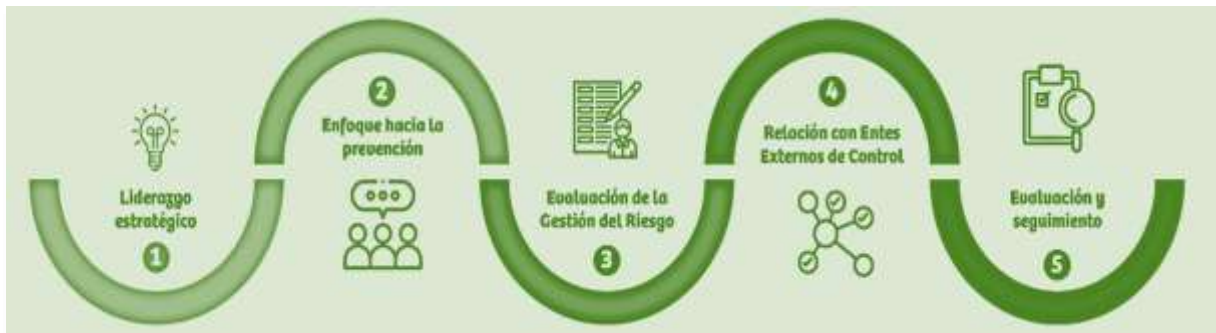 Liderazgo
estratégico
1
2
Enfoque hacia la
prevención
Evaluación de la
Gestión del Riesgo
3
4
Relación con Entes
Externos de Control
Evaluación y
seguimiento
5